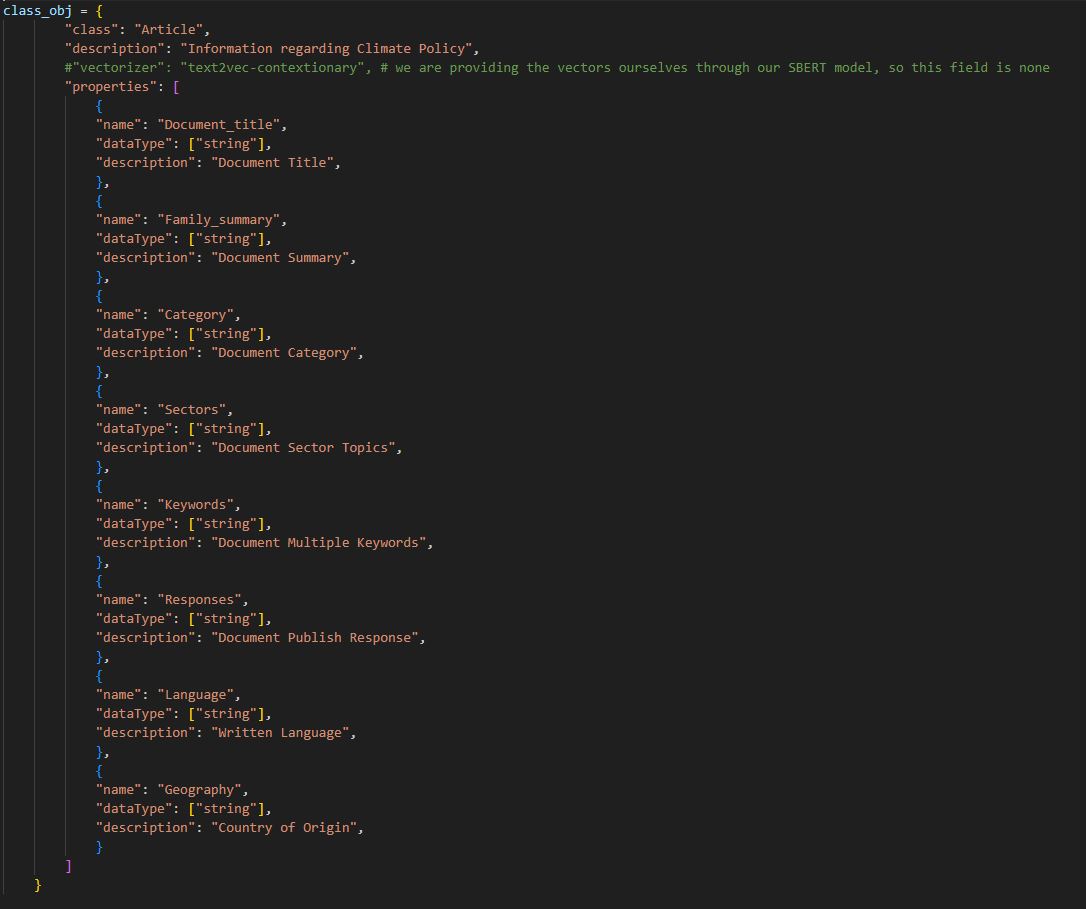 class_obj = {
"class": "Article",
"description": "Information regarding Climate Policy",
#"vectorizer": "text2vec-contextionary", # we are providing the vectors ourselves through our SBERT model, so this field is none
"properties": [
{
"name": "Document_title",
"dataType": ["string"],
"description": "Document Title",
},
{
"name": "Family_summary",
"dataType": ["string"],
"description": "Document Summary",
},
{
"name": "Category",
"dataType": ["string"],
"description": "Document Category",
},
{
"name": "Sectors",
"dataType": ["string"],
"description": "Document Sector Topics",
},
{
"name": "Keywords",
"dataType": ["string"],
"description": "Document Multiple Keywords",
},
{
"name": "Responses",
"dataType": ["string"],
"description": "Document Publish Response",
},
{
"name": "Language",
"dataType": ["string"],
"description": "Written Language",
},
{
"name": "Geography",
"dataType": ["string"],
"description": "Country of Origin",
}
]
}